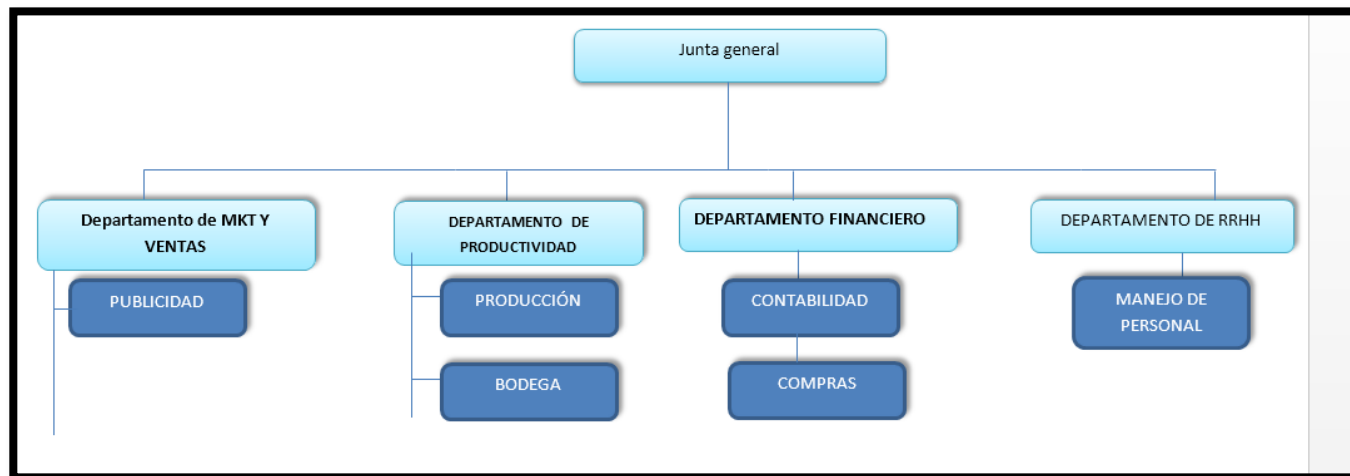 Junta general
Departamento de MKT Y
VENTAS
PUBLICIDAD
DEPARTAMENTO DE
PRODUCTIVIDAD
PRODUCCIÓN
BODEGA
DEPARTAMENTO FINANCIERO
CONTABILIDAD
COMPRAS
DEPARTAMENTO DE RRHH
MANEJO DE
PERSONAL